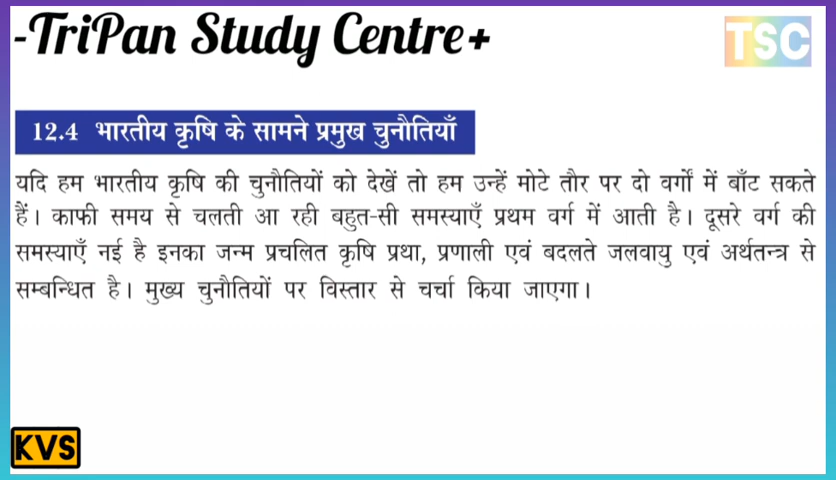 -TriPan Study Centre+
TSC
12.4 भारतीय कृषि के सामने प्रमुख चुनौतियाँ
यदि हम भारतीय कृषि की चुनौतियों को देखें तो हम उन्हें मोटे तौर पर दो वर्गों में बाँट सकते
हैं। काफी समय से चलती आ रही बहुत-सी समस्याएँ प्रथम वर्ग में आती है। दूसरे वर्ग की
समस्याएँ नई है इनका जन्म प्रचलित कृषि प्रथा, प्रणाली एवं बदलते जलवायु एवं अर्थतन्त्र से
सम्बन्धित है। मुख्य चुनौतियों पर विस्तार से चर्चा किया जाएगा।
KVS